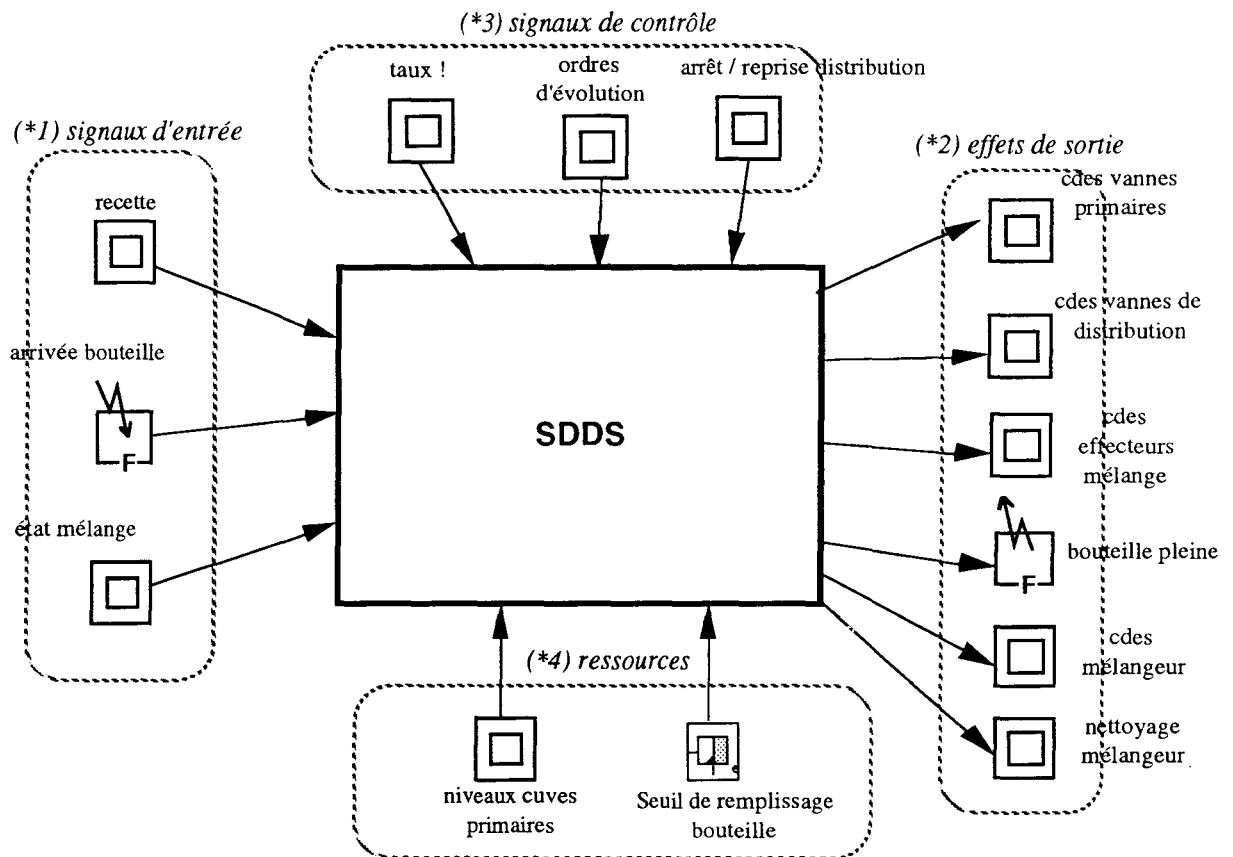 (*3) signaux de contrôle
taux !
ordres
d'évolution
arrêt / reprise distribution
(*1) signaux d'entrée
recette
arrivée bouteille
F
état mélange
SDDS
(*2) effets de sortie
cdes vannes
primaires
cdes vannes de
distribution
cdes
effecteurs
mélange
bouteille pleine
F
cdes
mélangeur
nettoyage
mélangeur
(*4) ressources
niveaux cuves
primaires
Seuil de remplissage
bouteille